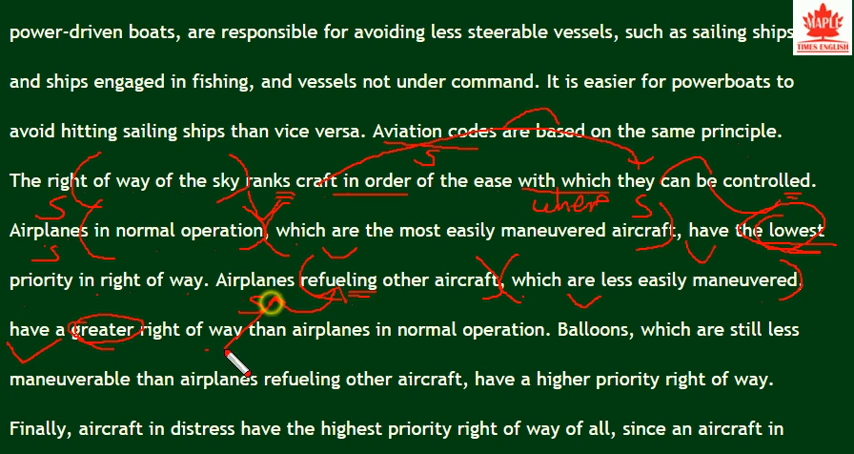 MAPLE
TIMES ENGLISH
power-driven boats, are responsible for avoiding less steerable vessels, such as sailing ships
and ships engaged in fishing, and vessels not under command. It is easier for powerboats to
avoid hitting sailing ships than vice versa. Aviation codes are based on the same principle.
S
The right of way of the sky ranks craft in order of the ease with which they can be controlled.
S where S
Airplanes in normal operation, which are the most easily maneuvered aircraft, have the lowest
S
priority in right of way. Airplanes refueling other aircraft, which are less easily maneuvered,
have a greater right of way than airplanes in normal operation. Balloons, which are still less
maneuverable than airplanes refueling other aircraft, have a higher priority right of way.
Finally, aircraft in distress have the highest priority right of way of all, since an aircraft in